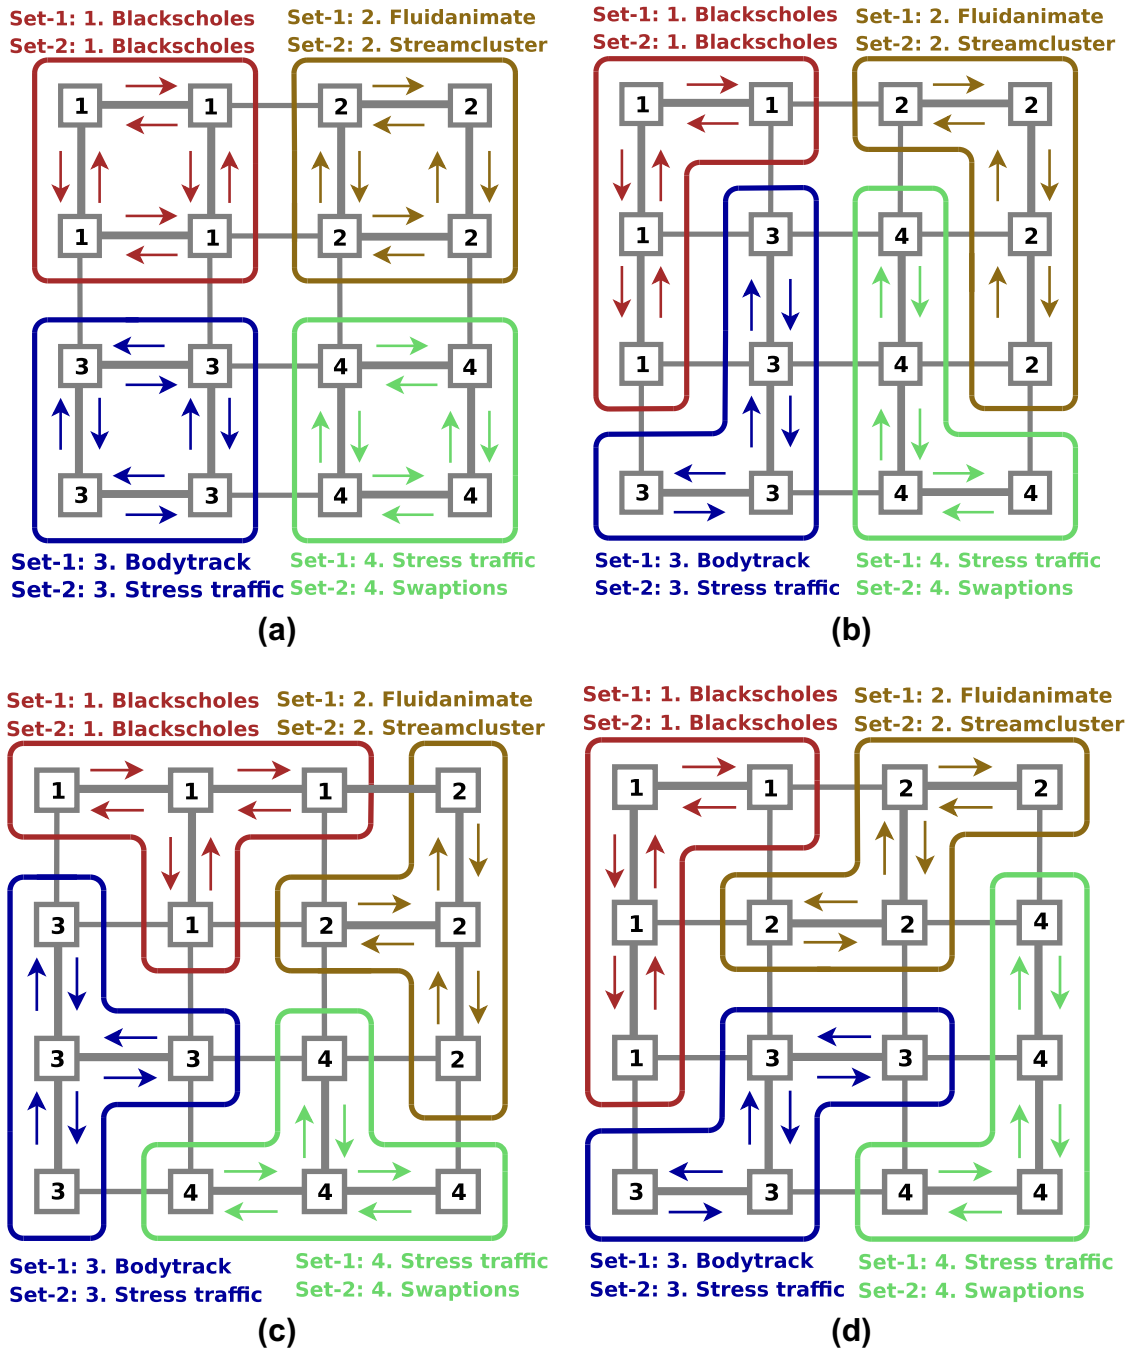 Set-1: 1. Blackscholes
Set-2: 1. Blackscholes
Set-1: 2. Fluidanimate
Set-2: 2. Streamcluster
1 1 2 2
1 1 2 2
3 3 4 4
3 3 4 4
Set-1: 3. Bodytrack
Set-2: 3. Stress traffic
Set-1: 4. Stress traffic
Set-2: 4. Swaptions
(a)
Set-1: 1. Blackscholes
Set-2: 1. Blackscholes
Set-1: 2. Fluidanimate
Set-2: 2. Streamcluster
1 1 2 2
1 3 4 2
1 3 4 2
3 3 4 4
Set-1: 3. Bodytrack
Set-2: 3. Stress traffic
Set-1: 4. Stress traffic
Set-2: 4. Swaptions
(b)
Set-1: 1. Blackscholes
Set-2: 1. Blackscholes
Set-1: 2. Fluidanimate
Set-2: 2. Streamcluster
1 1 1 2
3 1 2 2
3 3 4 2
3 4 4 4
Set-1: 3. Bodytrack
Set-2: 3. Stress traffic
Set-1: 4. Stress traffic
Set-2: 4. Swaptions
(c)
Set-1: 1. Blackscholes
Set-2: 1. Blackscholes
Set-1: 2. Fluidanimate
Set-2: 2. Streamcluster
1 1 2 2
1 2 2 4
1 3 3 4
3 3 4 4
Set-1: 3. Bodytrack
Set-2: 3. Stress traffic
Set-1: 4. Stress traffic
Set-2: 4. Swaptions
(d)